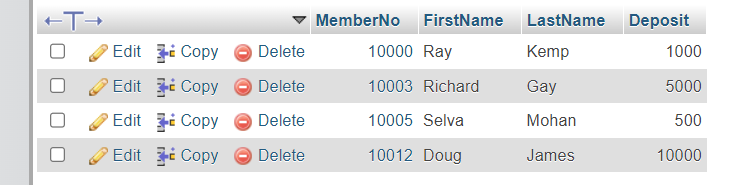 MemberNo FirstName LastName Deposit
Edit Copy Delete 10000 Ray Kemp 1000
Edit Copy Delete 10003 Richard Gay 5000
Edit Copy Delete 10005 Selva Mohan 500
Edit Copy Delete 10012 Doug James 10000